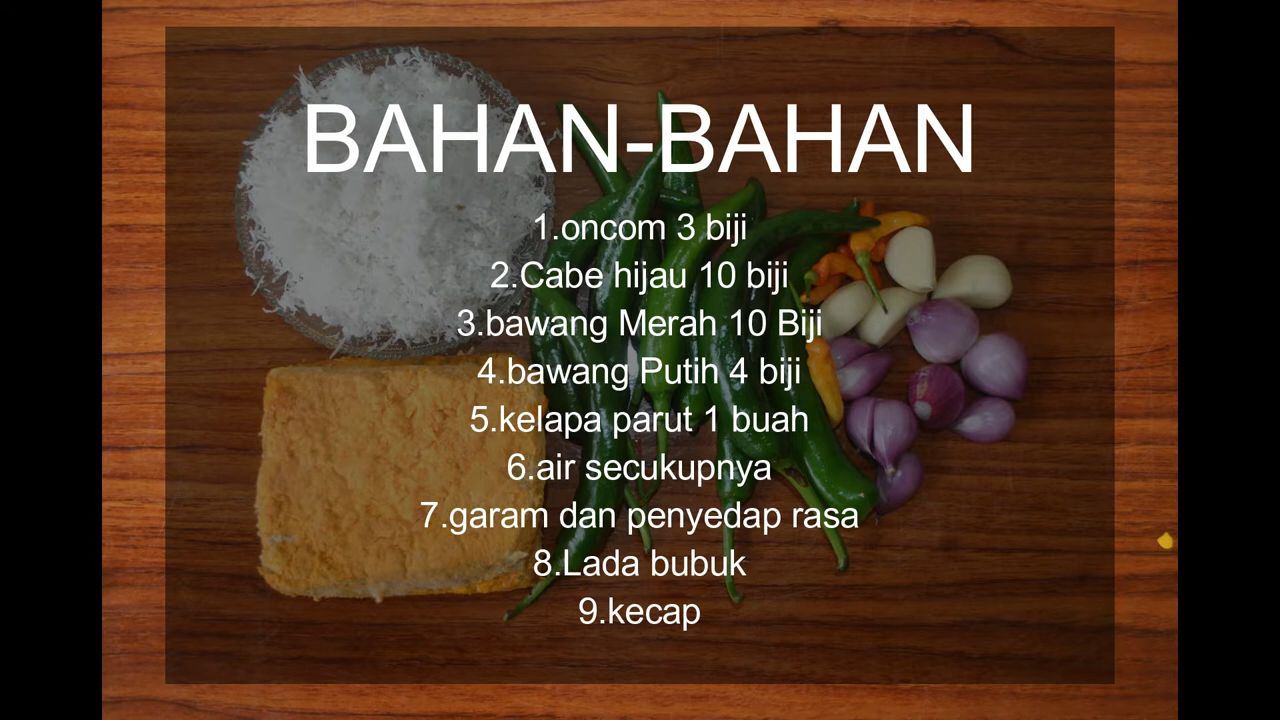 BAHAN-BAHAN
1.oncom 3 biji
2.Cabe hijau 10 biji
3.bawang Merah 10 Biji
4.bawang Putih 4 biji
5.kelapa parut 1 buah
6.air secukupnya
7.garam dan penyedap rasa
8.Lada bubuk
9.kecap